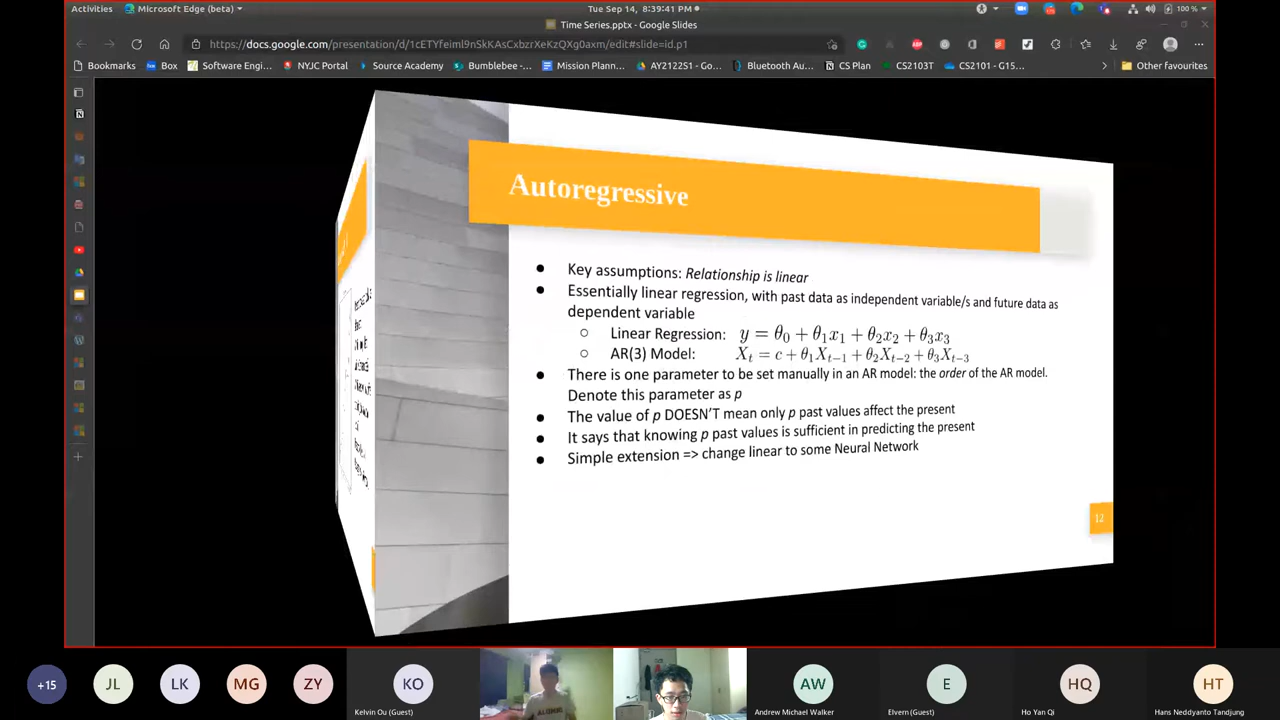 Activities
Microsoft Edge (beta)
Tue Sep 14, 8:39:41 PM
100 %
Time Series.pptx - Google Slides
https://docs.google.com/presentation/d/1cETYfeiml9nSkKAsCxbzrXeKzQXg0axm/edit#slide=id.p1
Bookmarks
Box
Software Engi...
NYJC Portal
Source Academy
Bumblebee -...
Mission Plann...
AY2122S1 - Go...
Bluetooth Au...
CS Plan
CS2103T
CS2101 - G15...
Other favourites
Autoregressive
● Key assumptions: Relationship is linear
● Essentially linear regression, with past data as independent variable/s and future data as
dependent variable
○ Linear Regression: y = θ₀ + θ₁x₁ + θ₂x₂ + θ₃x₃
○ AR(3) Model: Xₜ = c + θ₁Xₜ₋₁ + θ₂Xₜ₋₂ + θ₃Xₜ₋₃
● There is one parameter to be set manually in an AR model: the order of the AR model.
Denote this parameter as p
● The value of p DOESN'T mean only p past values affect the present
● It says that knowing p past values is sufficient in predicting the present
● Simple extension => change linear to some Neural Network
12
+15
JL
LK
MG
ZY
KO
Kelvin Ou (Guest)
AW
Andrew Michael Walker
E
Elvern (Guest)
HQ
Ho Yan Qi
HT
Hans Neddyanto Tandjung